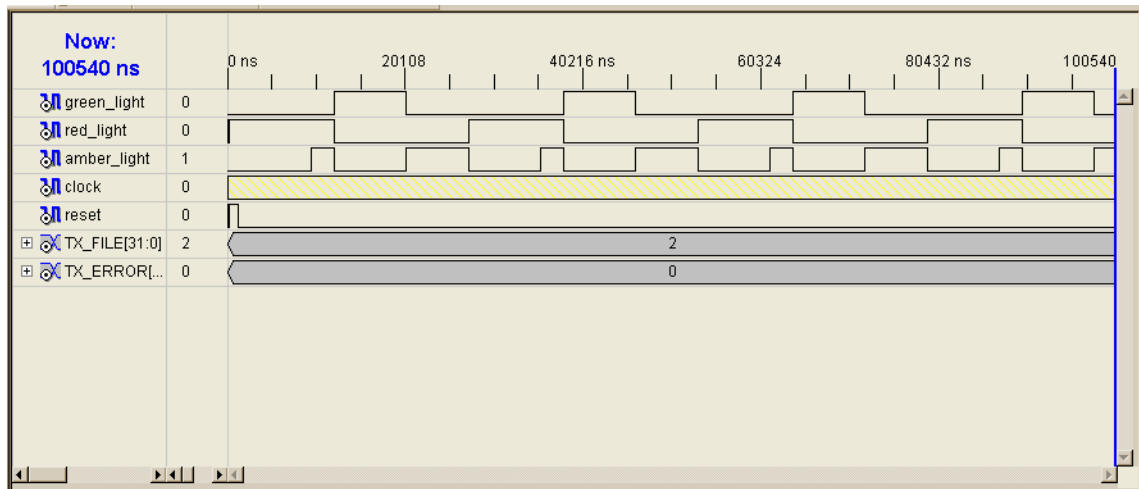 Now:
100540 ns
0 ns 20108 40216 ns 60324 80432 ns 100540
green_light 0
red_light 0
amber_light 1
clock 0
reset 0
TX_FILE[31:0] 2 2
TX_ERROR[... 0 0